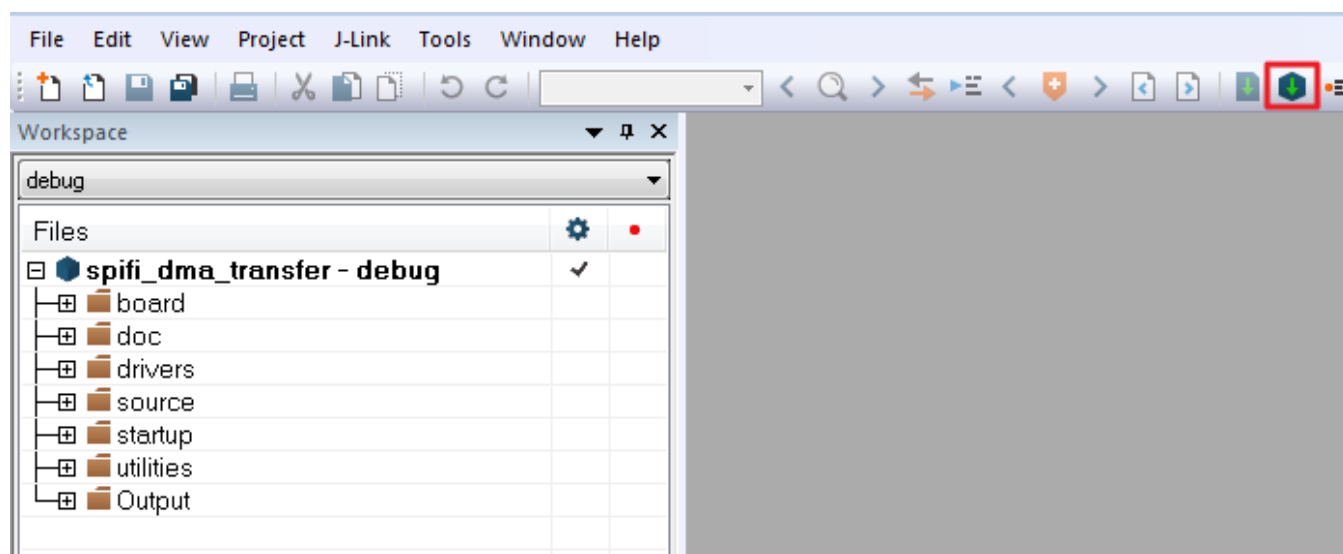 File Edit View Project J-Link Tools Window Help
Workspace
debug
Files
spifi_dma_transfer - debug
board
doc
drivers
source
startup
utilities
Output